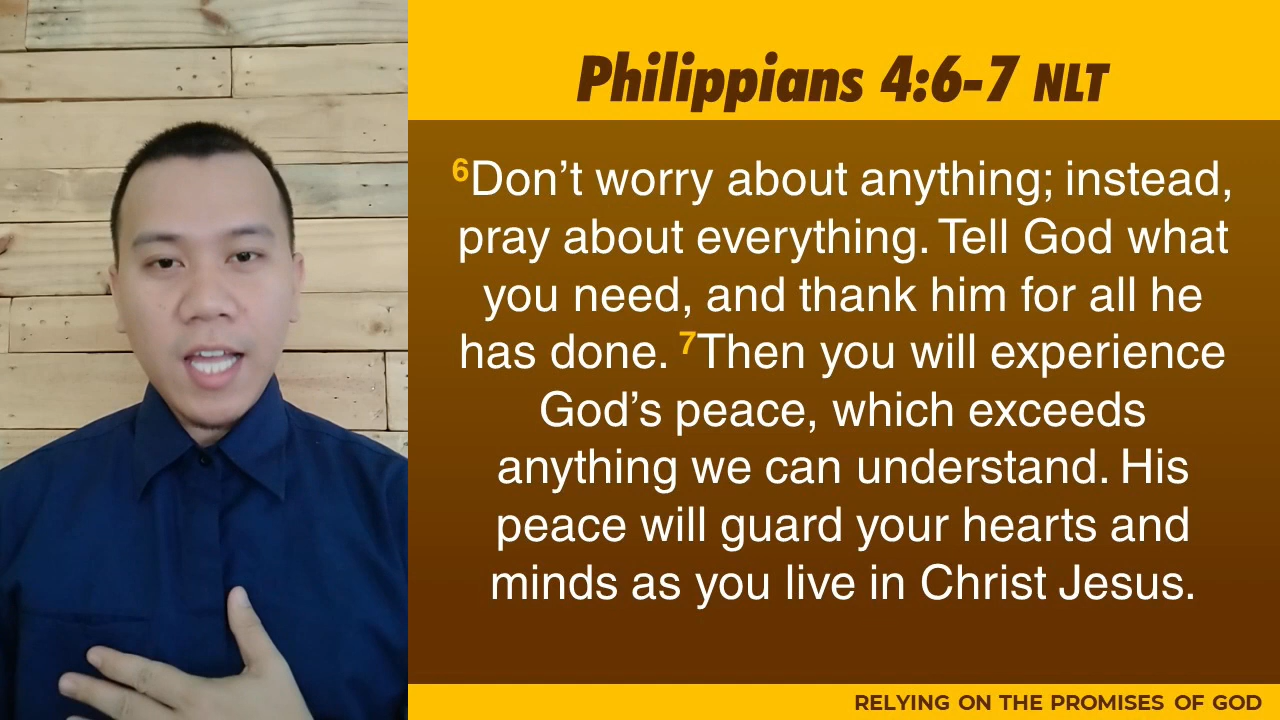 Philippians 4:6-7 NLT
6Don’t worry about anything; instead,
pray about everything. Tell God what
you need, and thank him for all he
has done. 7Then you will experience
God’s peace, which exceeds
anything we can understand. His
peace will guard your hearts and
minds as you live in Christ Jesus.
RELYING ON THE PROMISES OF GOD